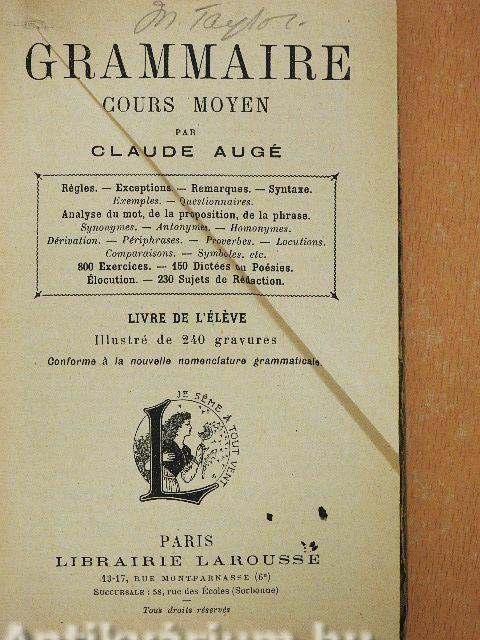 M Taylor.
GRAMMAIRE
COURS MOYEN
PAR
CLAUDE AUGÉ
Règles. — Exceptions. — Remarques. — Syntaxe.
Exemples. — Questionnaires.
Analyse du mot, de la proposition, de la phrase.
Synonymes. — Antonymes. — Homonymes.
Dérivation. — Périphrases. — Proverbes. — Locutions.
Comparaisons. — Symboles. etc.
800 Exercices. — 150 Dictées ou Poésies.
Élocution. — 230 Sujets de Rédaction.
LIVRE DE L'ÉLÈVE
Illustré de 240 gravures
Conforme à la nouvelle nomenclature grammaticale.
JE SÈME À TOUT VENT
L
PARIS
LIBRAIRIE LAROUSSE
13-17, RUE MONTPARNASSE (6e)
SUCCURSALE : 58, rue des Écoles (Sorbonne)
Tous droits réservés